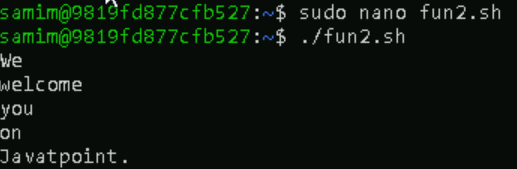 samim@9819fd877cfb527:~$ sudo nano fun2.sh
samim@9819fd877cfb527:~$ ./fun2.sh
We
welcome
you
on
Javatpoint.